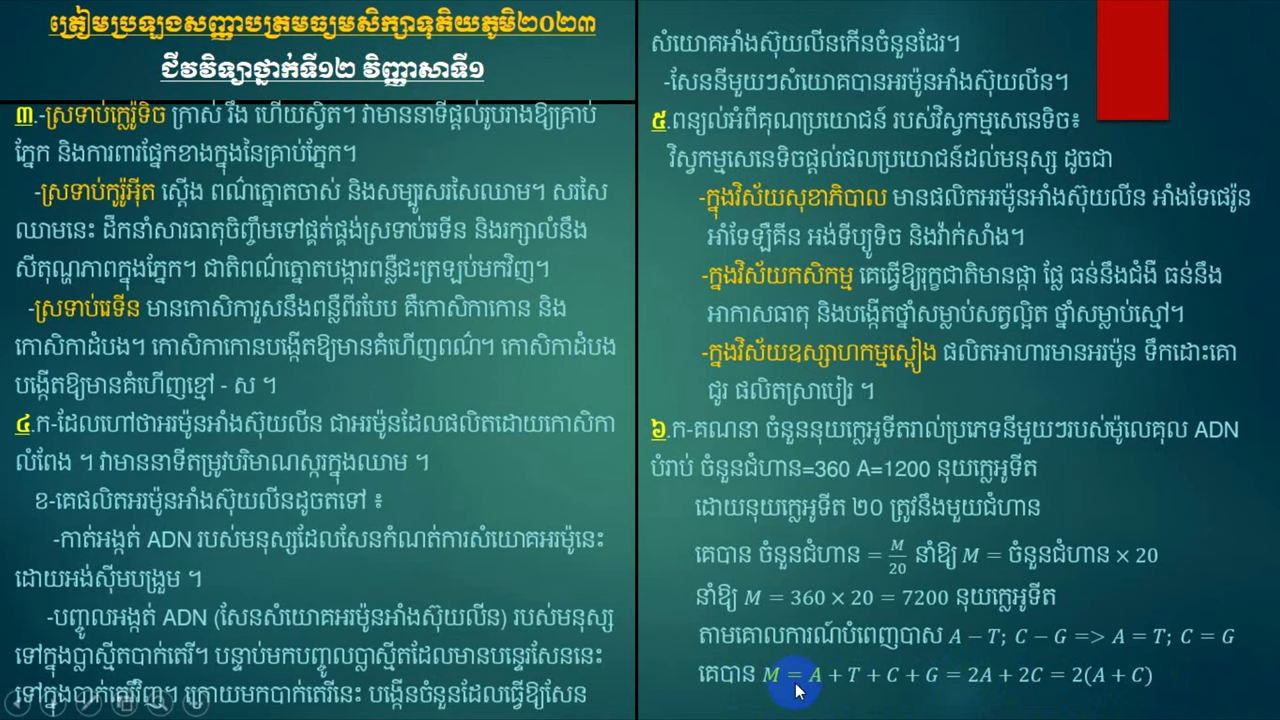 ត្រៀមប្រឡងសញ្ញាបត្រមធ្យមសិក្សាទុតិយភូមិ២០២៣
ជីវវិទ្យាថ្នាក់ទី១២ វិញ្ញាសាទី១
៣.-ស្រទាប់ក្លេរ៉ូទិច ក្រាស់ រឹង ហើយស្វិត។ វាមាននាទីផ្តល់រូបរាងឱ្យគ្រាប់
ភ្នែក និងការពារផ្នែកខាងក្នុងនៃគ្រាប់ភ្នែក។
-ស្រទាប់កូរ៉ូអ៊ីត ស្តើង ពណ៌ត្នោតចាស់ និងសម្បូរសរសៃឈាម។ សរសៃ
ឈាមនេះ ដឹកនាំសារធាតុចិញ្ចឹមទៅផ្គត់ផ្គង់ស្រទាប់រេទីន និងរក្សាលំនឹង
សីតុណ្ហភាពក្នុងភ្នែក។ ជាតិពណ៌ត្នោតបង្ការពន្លឺជះត្រឡប់មកវិញ។
-ស្រទាប់រេទីន មានកោសិការួសនឹងពន្លឺពីរបែប គឺកោសិកាកោន និង
កោសិកាដំបង។ កោសិកាកោនបង្កើតឱ្យមានគំហើញពណ៌។ កោសិកាដំបង
បង្កើតឱ្យមានគំហើញខ្មៅ - ស ។
៤.ក-ដែលហៅថាអរម៉ូនអាំងស៊ុយលីន ជាអរម៉ូនដែលផលិតដោយកោសិកា
លំពែង ។ វាមាននាទីតម្រូវបរិមាណស្ករក្នុងឈាម ។
ខ-គេផលិតអរម៉ូនអាំងស៊ុយលីនដូចតទៅ ៖
-កាត់អង្កត់ ADN របស់មនុស្សដែលសែនកំណត់ការសំយោគអរម៉ូនេះ
ដោយអង់ស៊ីមបង្រួម ។
-បញ្ចូលអង្កត់ ADN (សែនសំយោគអរម៉ូនអាំងស៊ុយលីន) របស់មនុស្ស
ទៅក្នុងប្លាស្មីតបាក់តេរី។ បន្ទាប់មកបញ្ចូលប្លាស្មីតដែលមានបន្ទេរសែននេះ
ទៅក្នុងបាក់តេរីវិញ។ ក្រោយមកបាក់តេរីនេះ បង្កើនចំនួនដែលធ្វើឱ្យសែន
សំយោគអាំងស៊ុយលីនកើនចំនួនដែរ។
-សែននីមួយៗសំយោគបានអរម៉ូនអាំងស៊ុយលីន។
៥.ពន្យល់អំពីគុណប្រយោជន៍ របស់វិស្វកម្មសេនេទិច៖
វិស្វកម្មសេនេទិចផ្តល់ផលប្រយោជន៍ដល់មនុស្ស ដូចជា
-ក្នុងវិស័យសុខាភិបាល មានផលិតអរម៉ូនអាំងស៊ុយលីន អាំងទែផេរ៉ូន
អាំទែឡឺគីន អង់ទីប្យូទិច និងវ៉ាក់សាំង។
-ក្នុងវិស័យកសិកម្ម គេធ្វើឱ្យរុក្ខជាតិមានផ្កា ផ្លែ ធន់នឹងជំងឺ ធន់នឹង
អាកាសធាតុ និងបង្កើតថ្នាំសម្លាប់សត្វល្អិត ថ្នាំសម្លាប់ស្មៅ។
-ក្នុងវិស័យឧស្សាហកម្មស្បៀង ផលិតអាហារមានអរម៉ូន ទឹកដោះគោ
ជូរ ផលិតស្រាបៀរ ។
៦.ក-គណនា ចំនួននុយក្លេអូទីតរាល់ប្រភេទនីមួយៗរបស់ម៉ូលេគុល ADN
បំរាប់ ចំនួនជំហាន=360 A=1200 នុយក្លេអូទីត
ដោយនុយក្លេអូទីត ២០ ត្រូវនឹងមួយជំហាន
គេបាន ចំនួនជំហាន = M/20 នាំឱ្យ M = ចំនួនជំហាន × 20
នាំឱ្យ M = 360 × 20 = 7200 នុយក្លេអូទីត
តាមគោលការណ៍បំពេញបាស A − T; C − G => A = T; C = G
គេបាន M = A + T + C + G = 2A + 2C = 2(A + C)